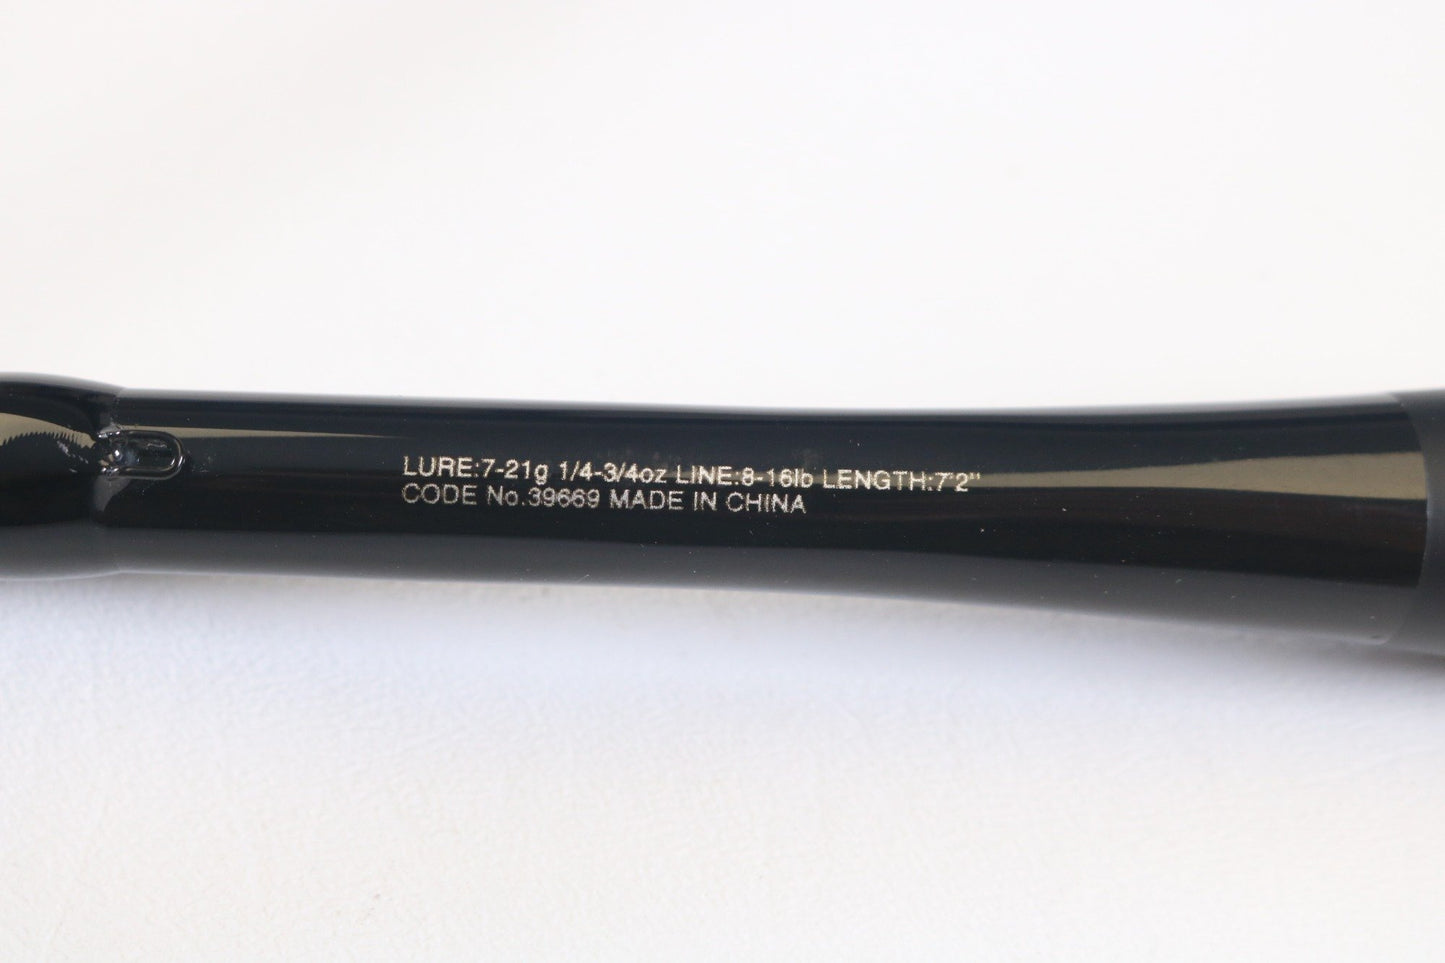 LURE:7-21g 1/4-3/4oz LINE:8-16lb LENGTH:7'2"
CODE No.39669 MADE IN CHINA